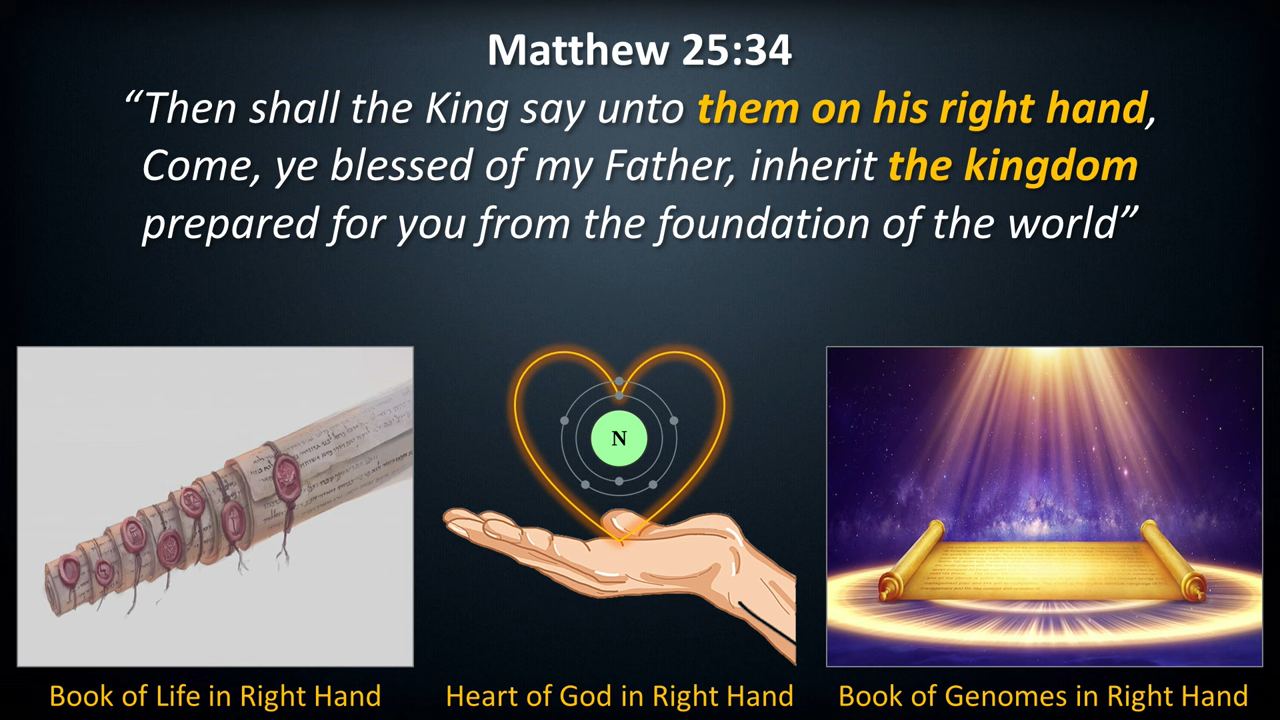 Matthew 25:34
“Then shall the King say unto them on his right hand,
Come, ye blessed of my Father, inherit the kingdom
prepared for you from the foundation of the world”
N
Book of Life in Right Hand
Heart of God in Right Hand
Book of Genomes in Right Hand